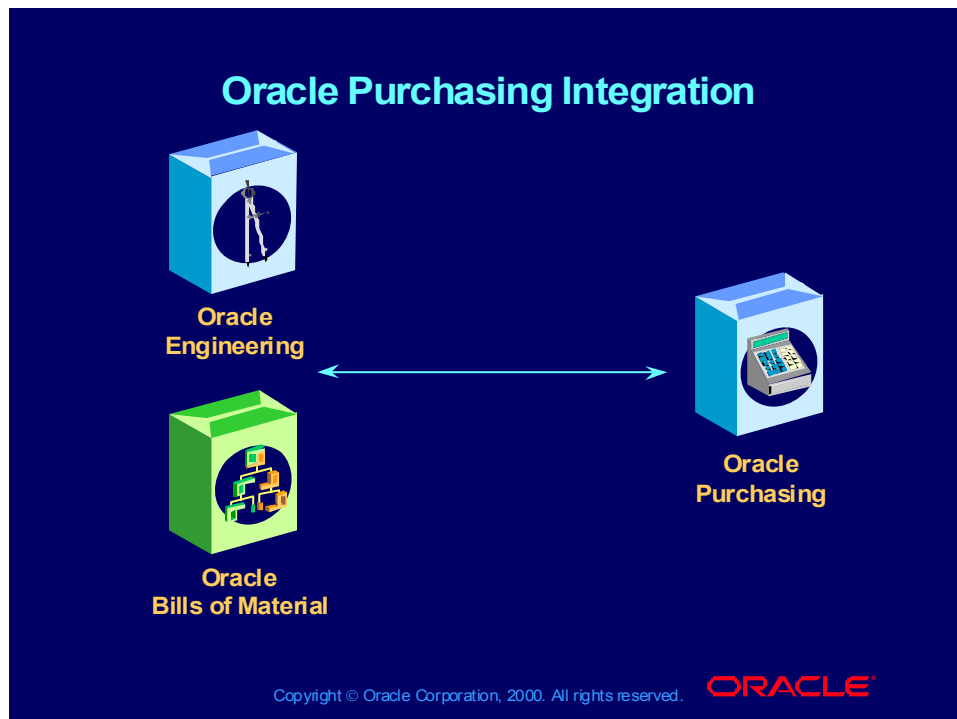 Oracle Purchasing Integration
Oracle
Engineering
Oracle
Purchasing
Oracle
Bills of Material
Copyright © Oracle Corporation, 2000. All rights reserved.
ORACLE®